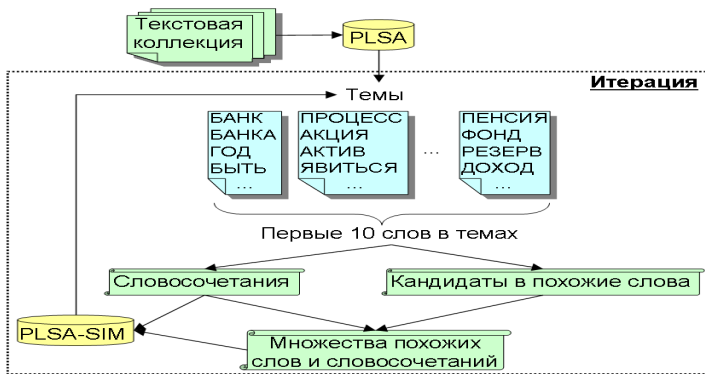 Текстовая
коллекция
PLSA
Итерация
Темы
БАНК
БАНКА
ГОД
БЫТЬ
...
ПРОЦЕСС
АКЦИЯ
АКТИВ
ЯВИТЬСЯ
...
...
ПЕНСИЯ
ФОНД
РЕЗЕРВ
ДОХОД
...
Первые 10 слов в темах
Словосочетания
Кандидаты в похожие слова
PLSA-SIM
Множества похожих
слов и словосочетаний